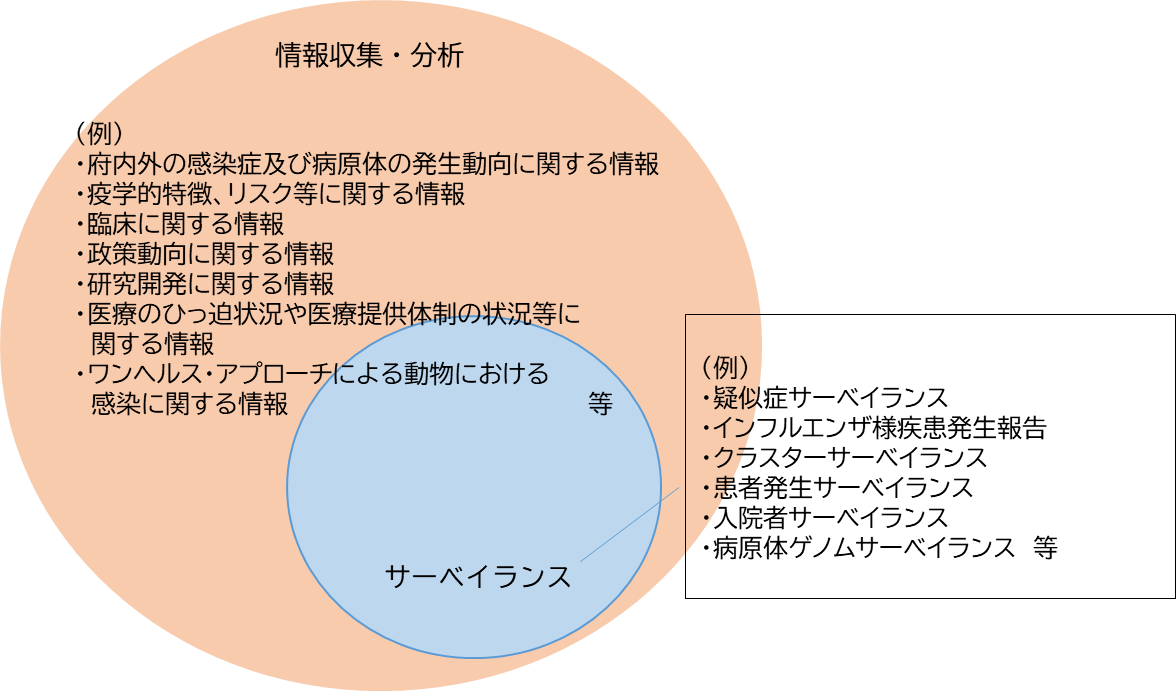 情報収集・分析
（例）
・府内外の感染症及び病原体の発生動向に関する情報
・疫学的特徴、リスク等に関する情報
・臨床に関する情報
・政策動向に関する情報
・研究開発に関する情報
・医療のひっ迫状況や医療提供体制の状況等に
関する情報
・ワンヘルス・アプローチによる動物における
感染に関する情報　等
サーベイランス
（例）
・疑似症サーベイランス
・インフルエンザ様疾患発生報告
・クラスターサーベイランス
・患者発生サーベイランス
・入院者サーベイランス
・病原体ゲノムサーベイランス　等